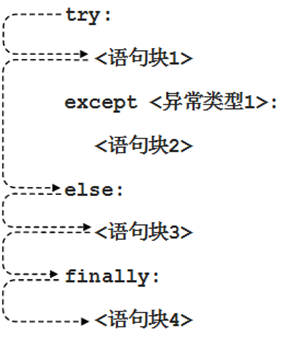 try:
<语句块1>
except <异常类型1>:
<语句块2>
else:
<语句块3>
finally:
<语句块4>